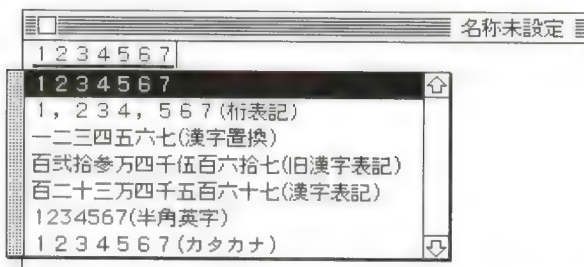 名称未設定
１２３４５６７
１２３４５６７
１，２３４，５６７(桁表記)
一二三四五六七(漢字置換)
百弐拾参万四千伍百六拾七(旧漢字表記)
百二十三万四千五百六十七(漢字表記)
1234567(半角英字)
１２３４５６７(カタカナ)